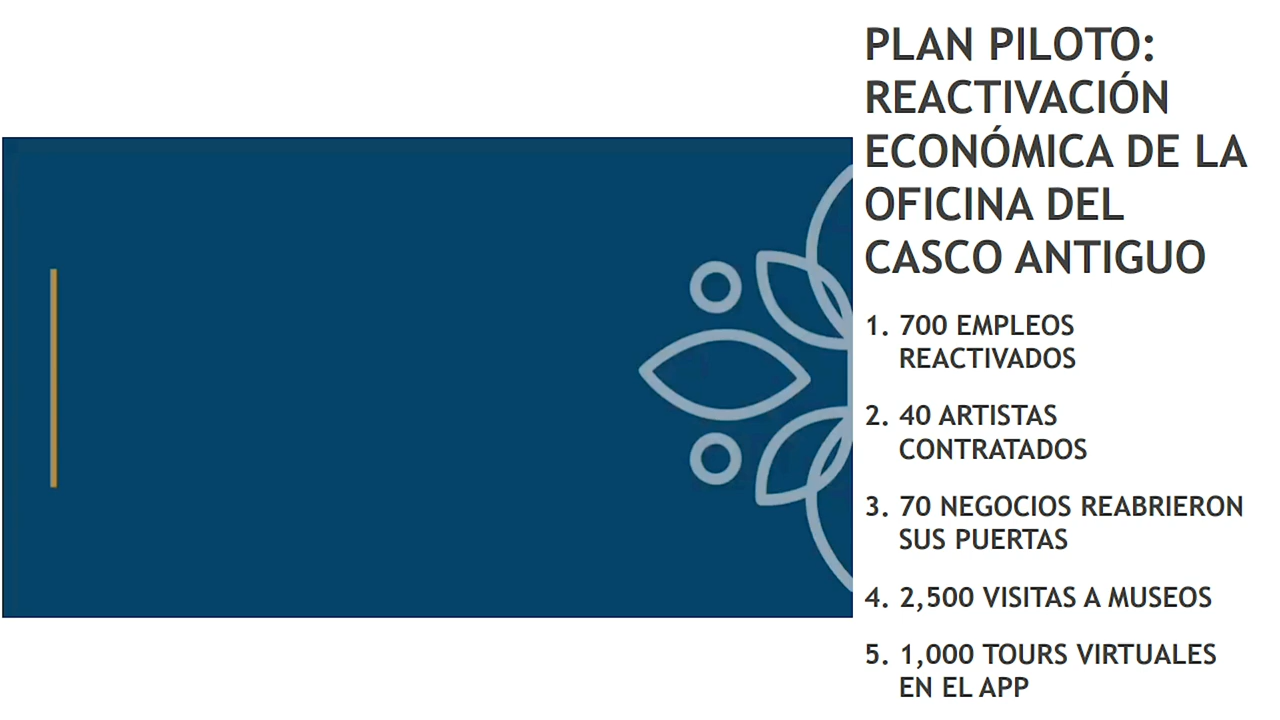 PLAN PILOTO:
REACTIVACIÓN
ECONÓMICA DE LA
OFICINA DEL
CASCO ANTIGUO
1. 700 EMPLEOS
REACTIVADOS
2. 40 ARTISTAS
CONTRATADOS
3. 70 NEGOCIOS REABRIERON
SUS PUERTAS
4. 2,500 VISITAS A MUSEOS
5. 1,000 TOURS VIRTUALES
EN EL APP